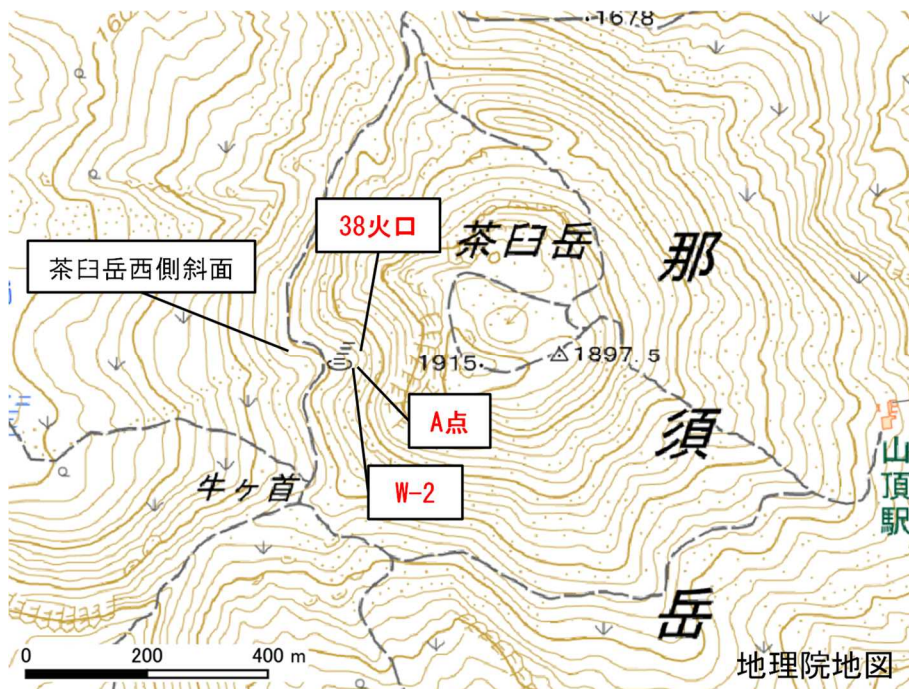 1678
38火口
茶臼岳
茶臼岳西側斜面
那
須
岳
1915
1897.5
A点
W-2
牛ヶ首
山頂駅
0 200 400 m
地理院地図